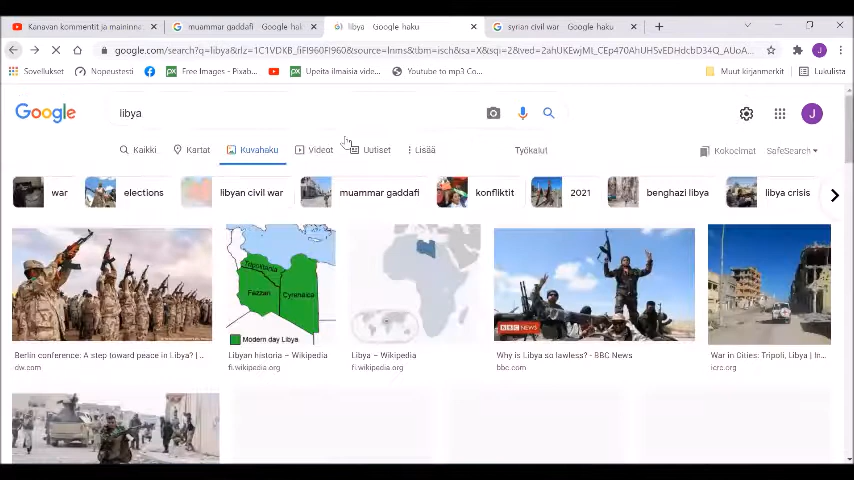 Kanavan kommentit ja maininna
muammar gaddafi - Google hal
libya - Google haku
syrian civil war - Google haku
google.com/search?q=libya&rlz=1C1VDKB_fiFI960FI960&source=lnms&tbm=isch&sa=X&sqi=2&ved=2ahUKEwjMl_CEp470AhUHSvEDHdcbD34Q_AUoA...
Sovellukset
Nopeustesti
Free Images - Pixab...
Upeita ilmaisia vide...
Youtube to mp3 Co...
Muut kirjanmerkit
Lukulista
Google
libya
J
Kaikki
Kartat
Kuvahaku
Videot
Uutiset
Lisää
Työkalut
Kokoelmat
SafeSearch
war
elections
libyan civil war
muammar gaddafi
konfliktit
2021
benghazi libya
libya crisis
Tripolitania
Fazzan
Cyrenaica
Modern day Libya
BBC NEWS
Berlin conference: A step toward peace in Libya? | ...
dw.com
Libyan historia – Wikipedia
fi.wikipedia.org
Libya – Wikipedia
fi.wikipedia.org
Why is Libya so lawless? - BBC News
bbc.com
War in Cities: Tripoli, Libya | In...
icrc.org